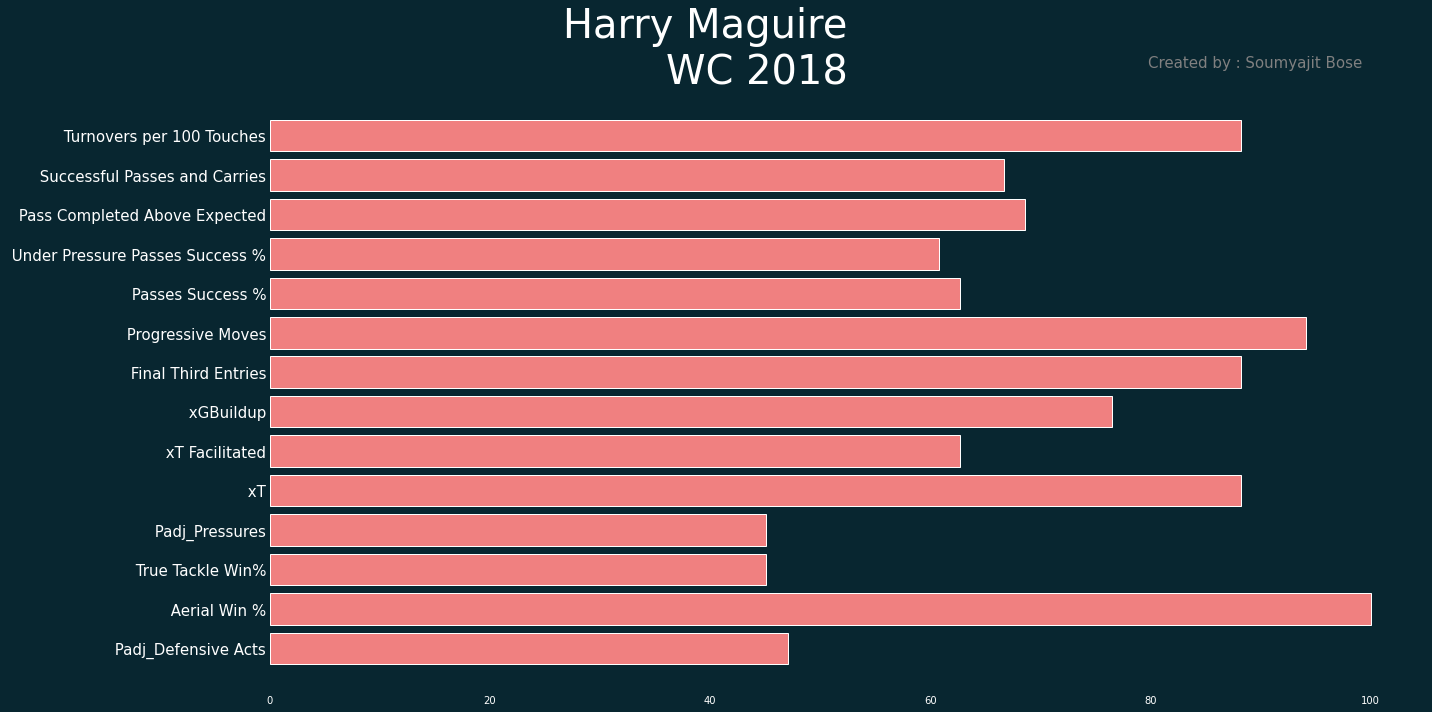 Harry Maguire
WC 2018
Created by : Soumyajit Bose
Turnovers per 100 Touches
Successful Passes and Carries
Pass Completed Above Expected
Under Pressure Passes Success %
Passes Success %
Progressive Moves
Final Third Entries
xGBuildup
xT Facilitated
xT
Padj_Pressures
True Tackle Win%
Aerial Win %
Padj_Defensive Acts
0 20 40 60 80 100